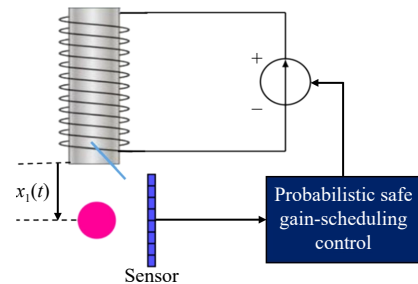 +
−
x₁(t)
Probabilistic safe
gain-scheduling
control
Sensor